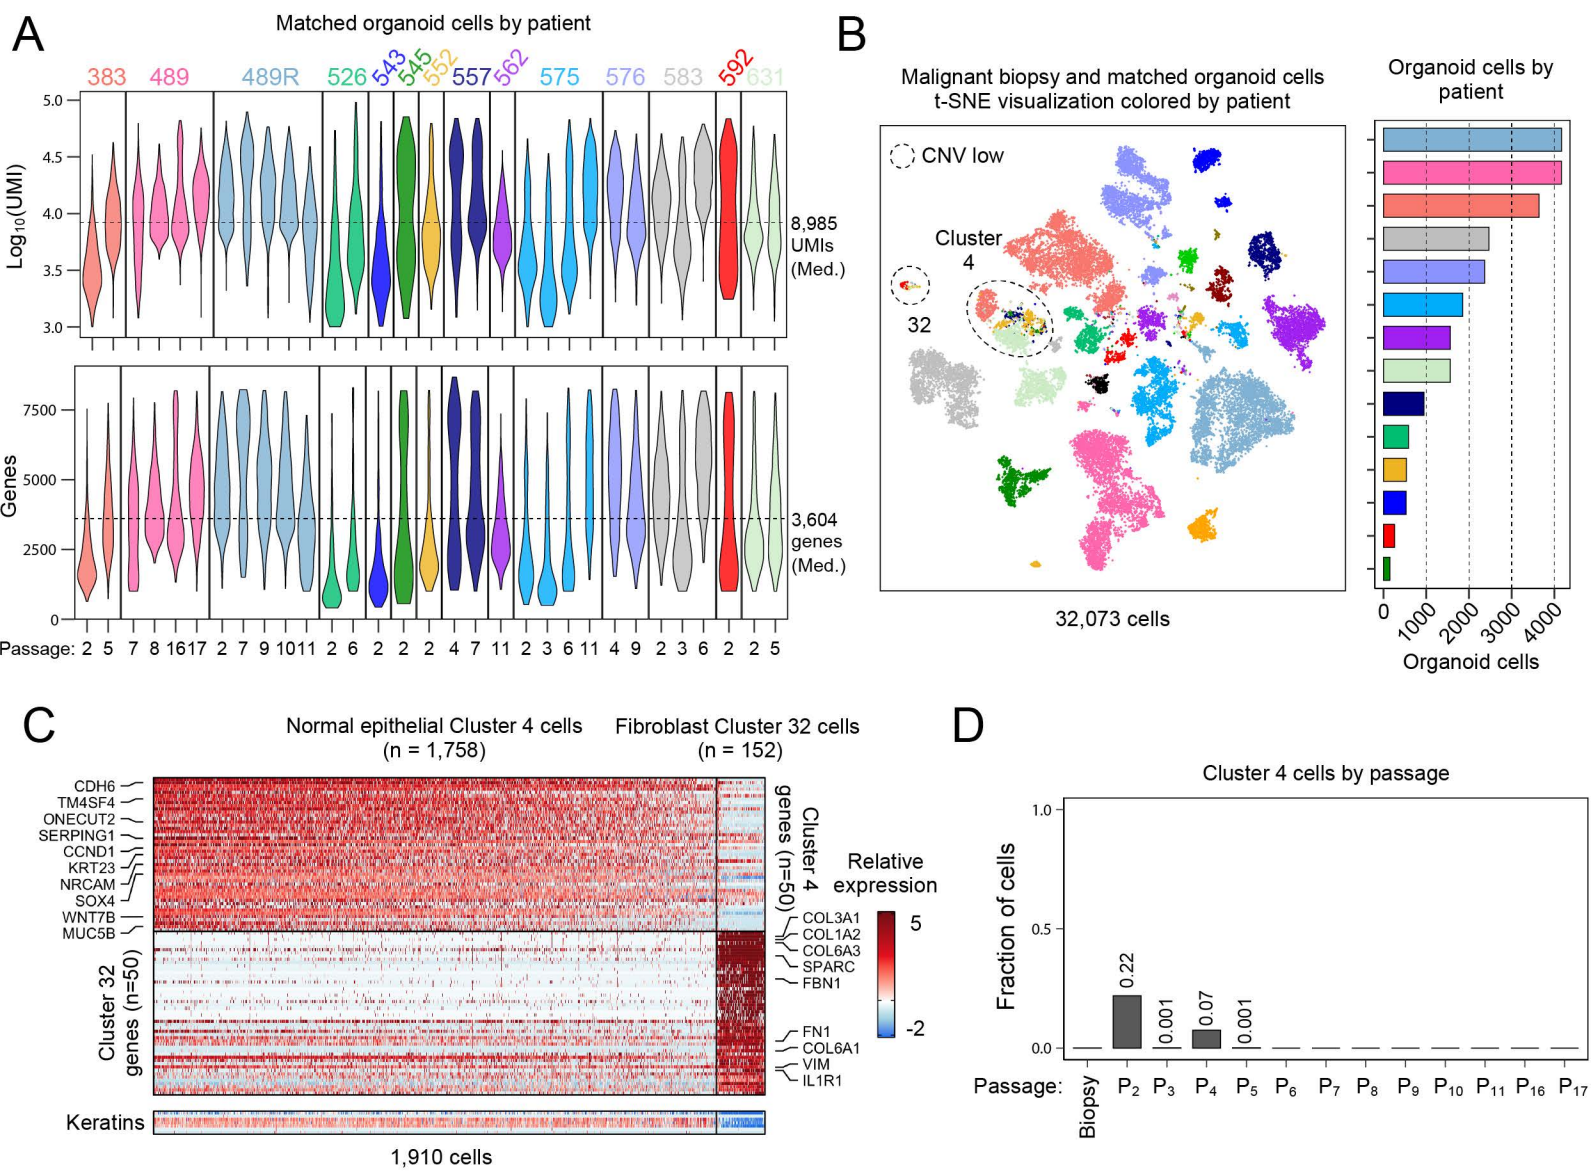 A
Matched organoid cells by patient
383 489 489R 526 543 545 552 557 562 575 576 583 592 631
Log10(UMI)
5.0
4.5
4.0
3.5
3.0
8,985
UMIs
(Med.)
Genes
7500
5000
2500
0
3,604
genes
(Med.)
Passage: 2 5 7 8 16 17 2 7 9 10 11 2 6 2 2 2 4 7 11 2 3 6 11 4 9 2 3 6 2 2 5
B
Malignant biopsy and matched organoid cells
t-SNE visualization colored by patient
CNV low
Cluster
4
32
32,073 cells
Organoid cells by
patient
0 1000 2000 3000 4000
Organoid cells
C
Normal epithelial Cluster 4 cells
(n = 1,758)
Fibroblast Cluster 32 cells
(n = 152)
CDH6
TM4SF4
ONECUT2
SERPING1
CCND1
KRT23
NRCAM
SOX4
WNT7B
MUC5B
Cluster 4
genes (n=50)
Cluster 32
genes (n=50)
COL3A1
COL1A2
COL6A3
SPARC
FBN1
FN1
COL6A1
VIM
IL1R1
Relative
expression
5
-2
Keratins
1,910 cells
D
Cluster 4 cells by passage
Fraction of cells
1.0
0.5
0.0
0.22
0.001
0.07
0.001
Passage: Biopsy P2 P3 P4 P5 P6 P7 P8 P9 P10 P11 P16 P17